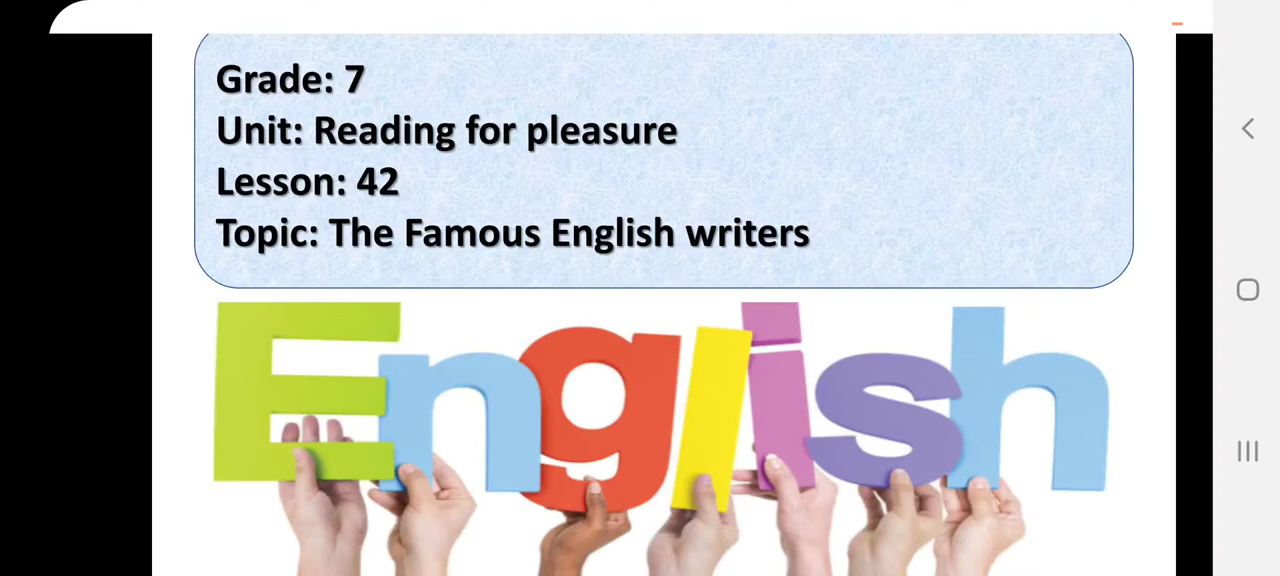 Grade: 7
Unit: Reading for pleasure
Lesson: 42
Topic: The Famous English writers
English